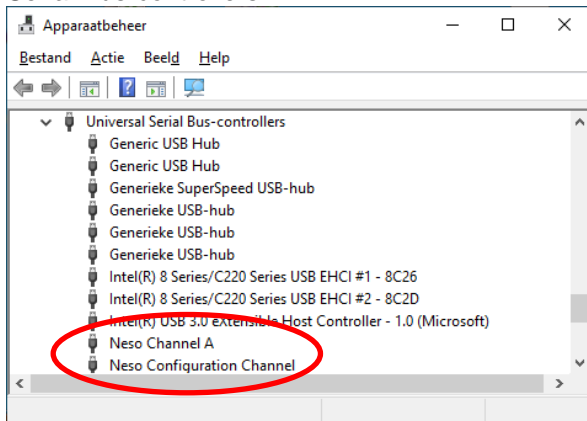 Apparaatbeheer
Bestand Actie Beeld Help
Universal Serial Bus-controllers
Generic USB Hub
Generic USB Hub
Generieke SuperSpeed USB-hub
Generieke USB-hub
Generieke USB-hub
Generieke USB-hub
Intel(R) 8 Series/C220 Series USB EHCI #1 - 8C26
Intel(R) 8 Series/C220 Series USB EHCI #2 - 8C2D
Intel(R) USB 3.0 eXtensible Host Controller - 1.0 (Microsoft)
Neso Channel A
Neso Configuration Channel